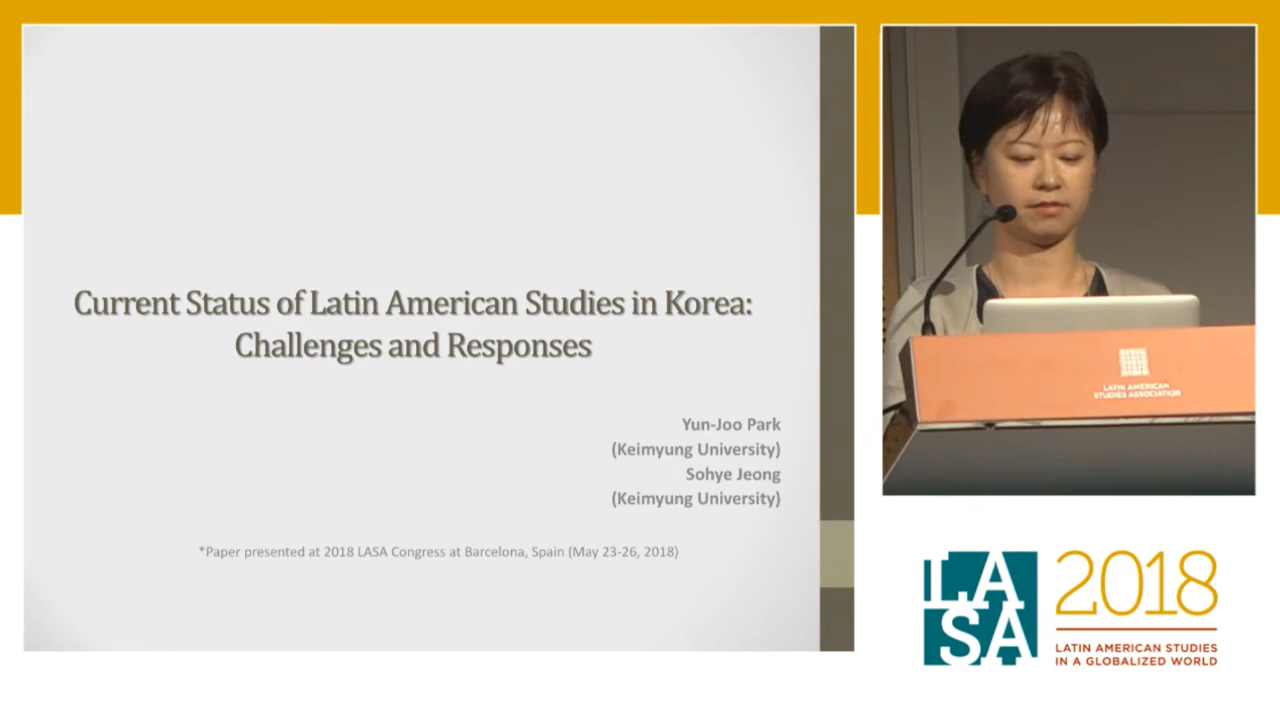 Current Status of Latin American Studies in Korea:
Challenges and Responses
Yun-Joo Park
(Keimyung University)
Sohye Jeong
(Keimyung University)
*Paper presented at 2018 LASA Congress at Barcelona, Spain (May 23-26, 2018)
LATIN AMERICAN
STUDIES ASSOCIATION
LA
SA
2018
LATIN AMERICAN STUDIES
IN A GLOBALIZED WORLD